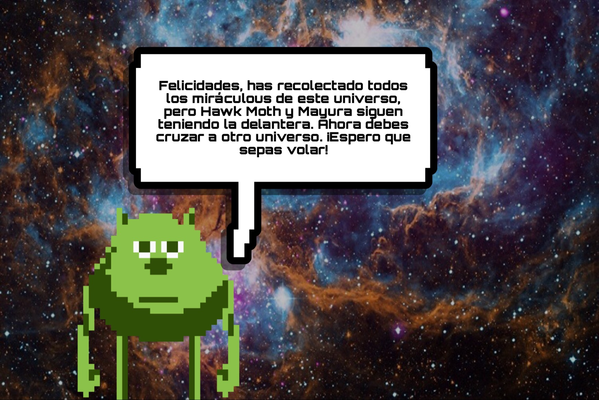 Felicidades, has recolectado todos
los miráculous de este universo,
pero Hawk Moth y Mayura siguen
teniendo la delantera. Ahora debes
cruzar a otro universo. ¡Espero que
sepas volar!